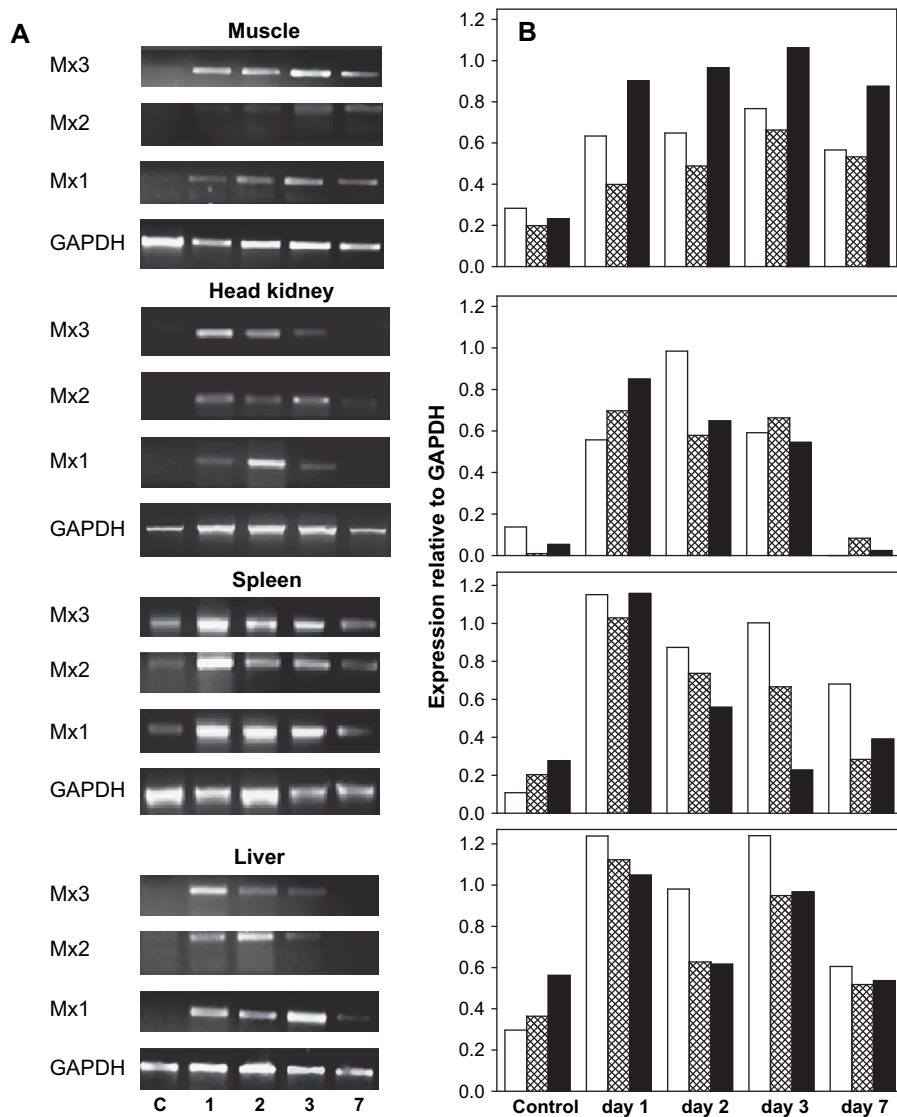 A
Muscle
Mx3
Mx2
Mx1
GAPDH
Head kidney
Mx3
Mx2
Mx1
GAPDH
Spleen
Mx3
Mx2
Mx1
GAPDH
Liver
Mx3
Mx2
Mx1
GAPDH
C 1 2 3 7
B
Expression relative to GAPDH
1.2
1.0
0.8
0.6
0.4
0.2
0.0
1.2
1.0
0.8
0.6
0.4
0.2
0.0
1.2
1.0
0.8
0.6
0.4
0.2
0.0
1.2
1.0
0.8
0.6
0.4
0.2
0.0
Control day 1 day 2 day 3 day 7